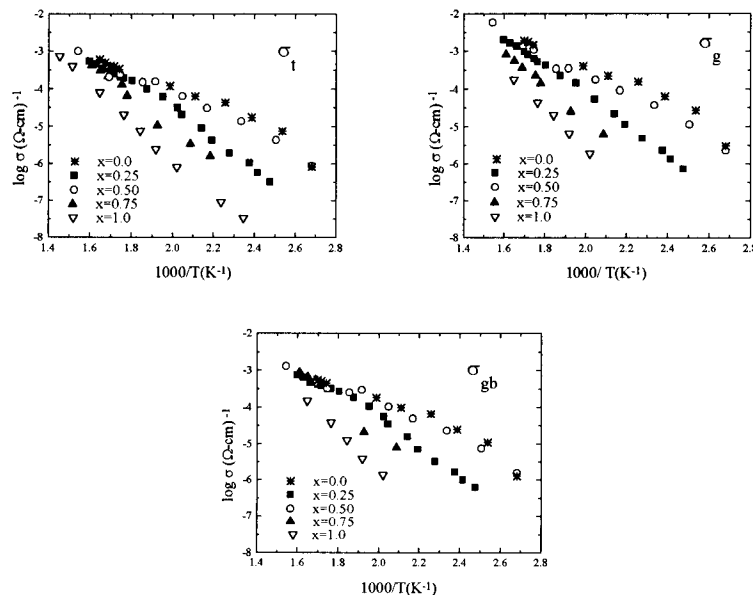 -2
-3
-4
-5
-6
-7
-8
log σ (Ω-cm) -1
σ t
x=0.0
x=0.25
x=0.50
x=0.75
x=1.0
1.4 1.6 1.8 2.0 2.2 2.4 2.6 2.8
1000/T(K-1)
-2
-3
-4
-5
-6
-7
-8
log σ (Ω-cm) -1
σ g
x=0.0
x=0.25
x=0.50
x=0.75
x=1.0
1.4 1.6 1.8 2.0 2.2 2.4 2.6 2.8
1000/ T(K-1)
-2
-3
-4
-5
-6
-7
-8
log σ (Ω-cm) -1
σ gb
x=0.0
x=0.25
x=0.50
x=0.75
x=1.0
1.4 1.6 1.8 2.0 2.2 2.4 2.6 2.8
1000/T(K-1)